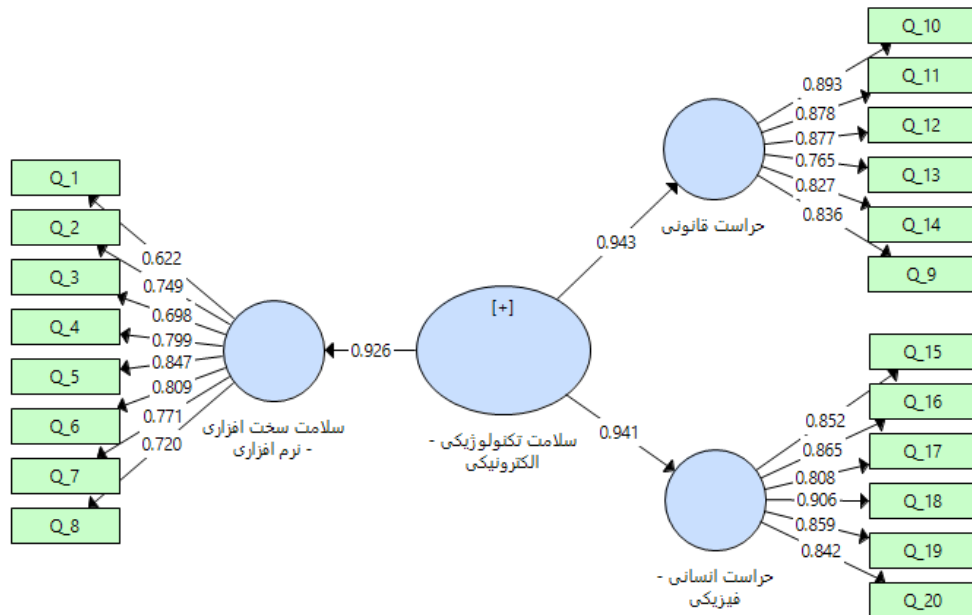 Q_1
Q_2
Q_3
Q_4
Q_5
Q_6
Q_7
Q_8
0.622
0.749
0.698
0.799
0.847
0.809
0.771
0.720
سلامت سخت افزاری
- نرم افزاری
0.926
[+]
سلامت تکنولوژیکی -
الکترونیکی
0.943
0.941
حراست قانونی
0.893
0.878
0.877
0.765
0.827
0.836
Q_10
Q_11
Q_12
Q_13
Q_14
Q_9
حراست انسانی -
فیزیکی
0.852
0.865
0.808
0.906
0.859
0.842
Q_15
Q_16
Q_17
Q_18
Q_19
Q_20